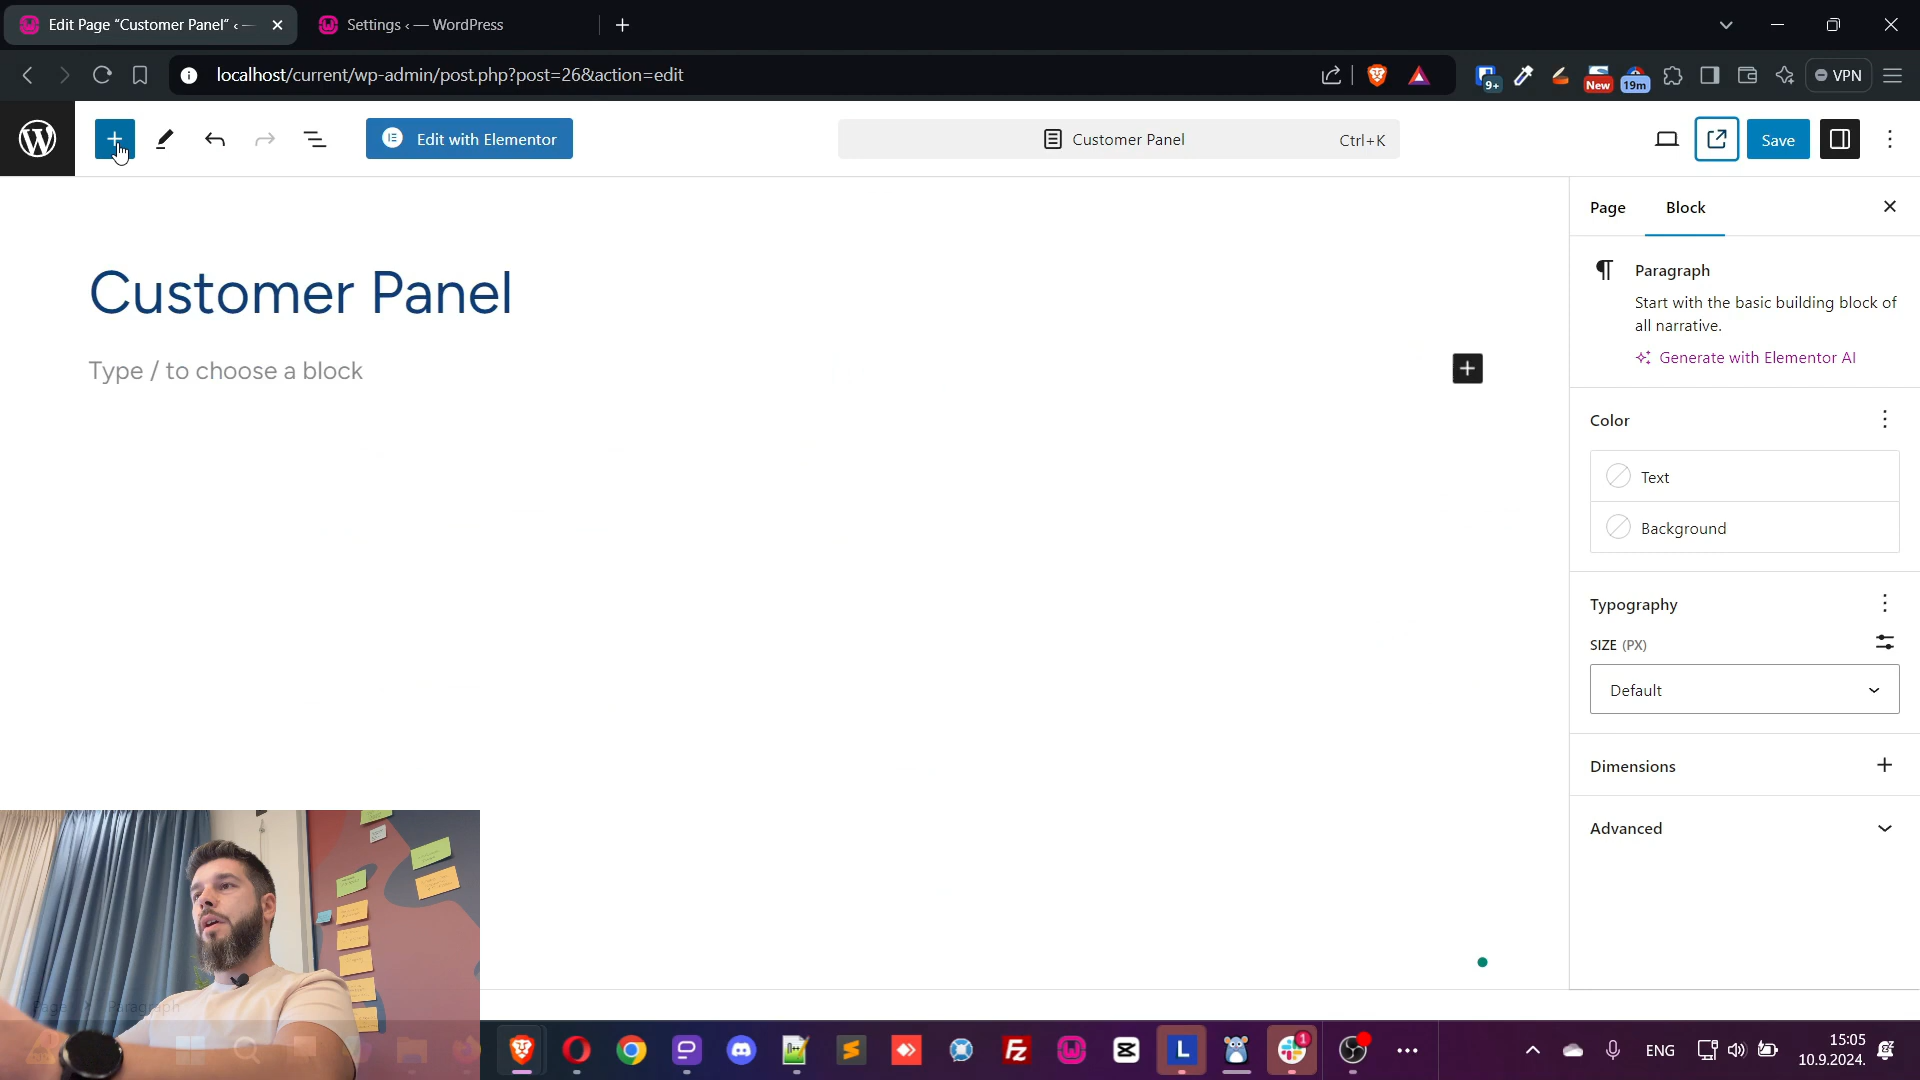 Edit Page “Customer Panel” ‹ —
Settings ‹ — WordPress
localhost/current/wp-admin/post.php?post=26&action=edit
9+
New
19m
VPN
Edit with Elementor
Customer Panel
Ctrl+K
Save
Page
Block
Customer Panel
Type / to choose a block
Paragraph
Start with the basic building block of
all narrative.
Generate with Elementor AI
Color
Text
Background
Typography
SIZE (PX)
Default
Dimensions
Advanced
Page
Paragraph
1
ENG
15:05
10.9.2024.